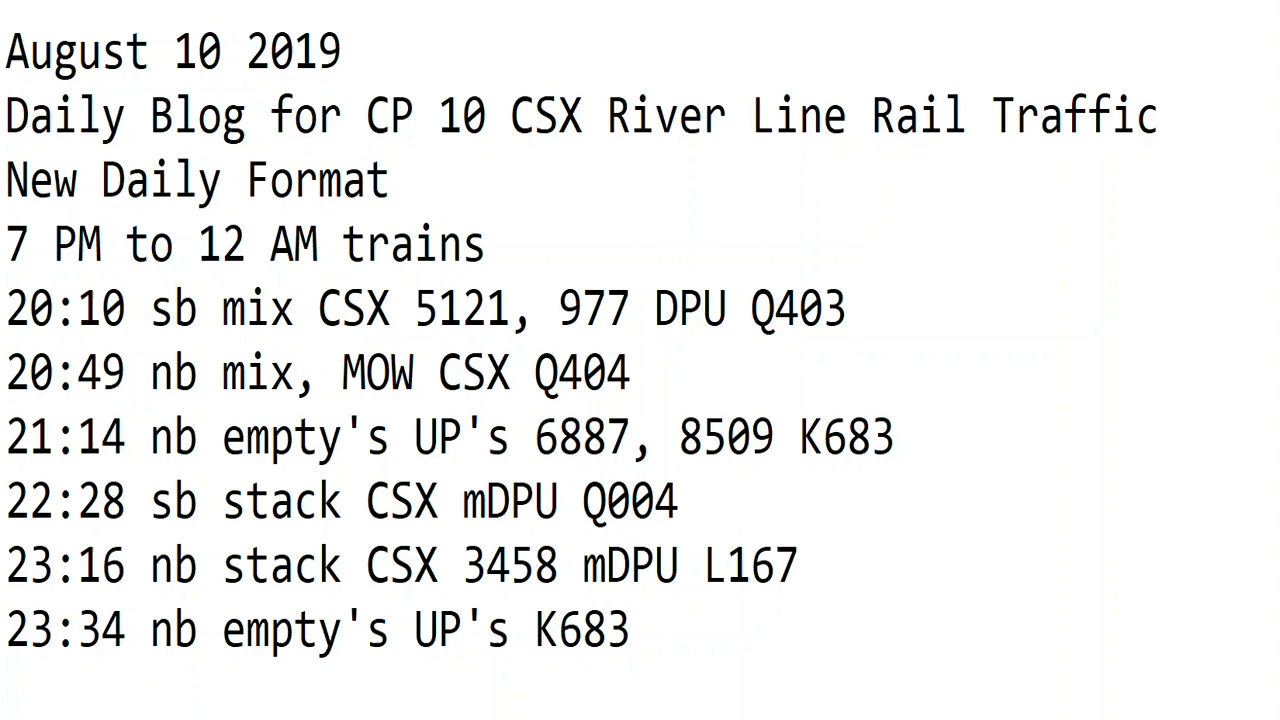 August 10 2019
Daily Blog for CP 10 CSX River Line Rail Traffic
New Daily Format
7 PM to 12 AM trains
20:10 sb mix CSX 5121, 977 DPU Q403
20:49 nb mix, MOW CSX Q404
21:14 nb empty's UP's 6887, 8509 K683
22:28 sb stack CSX mDPU Q004
23:16 nb stack CSX 3458 mDPU L167
23:34 nb empty's UP's K683